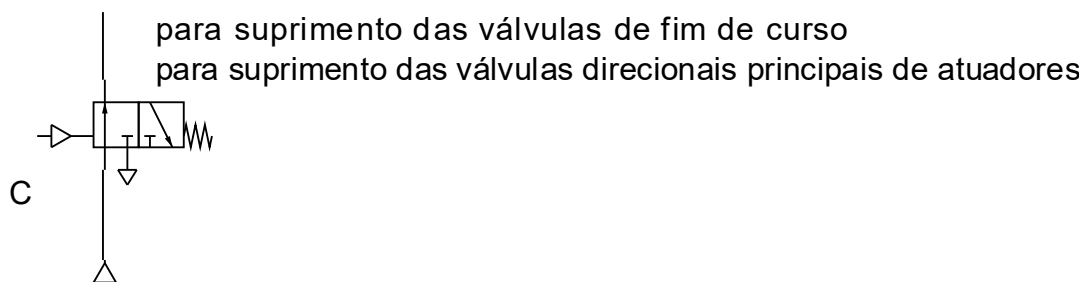 para suprimento das válvulas de fim de curso
para suprimento das válvulas direcionais principais de atuadores
C